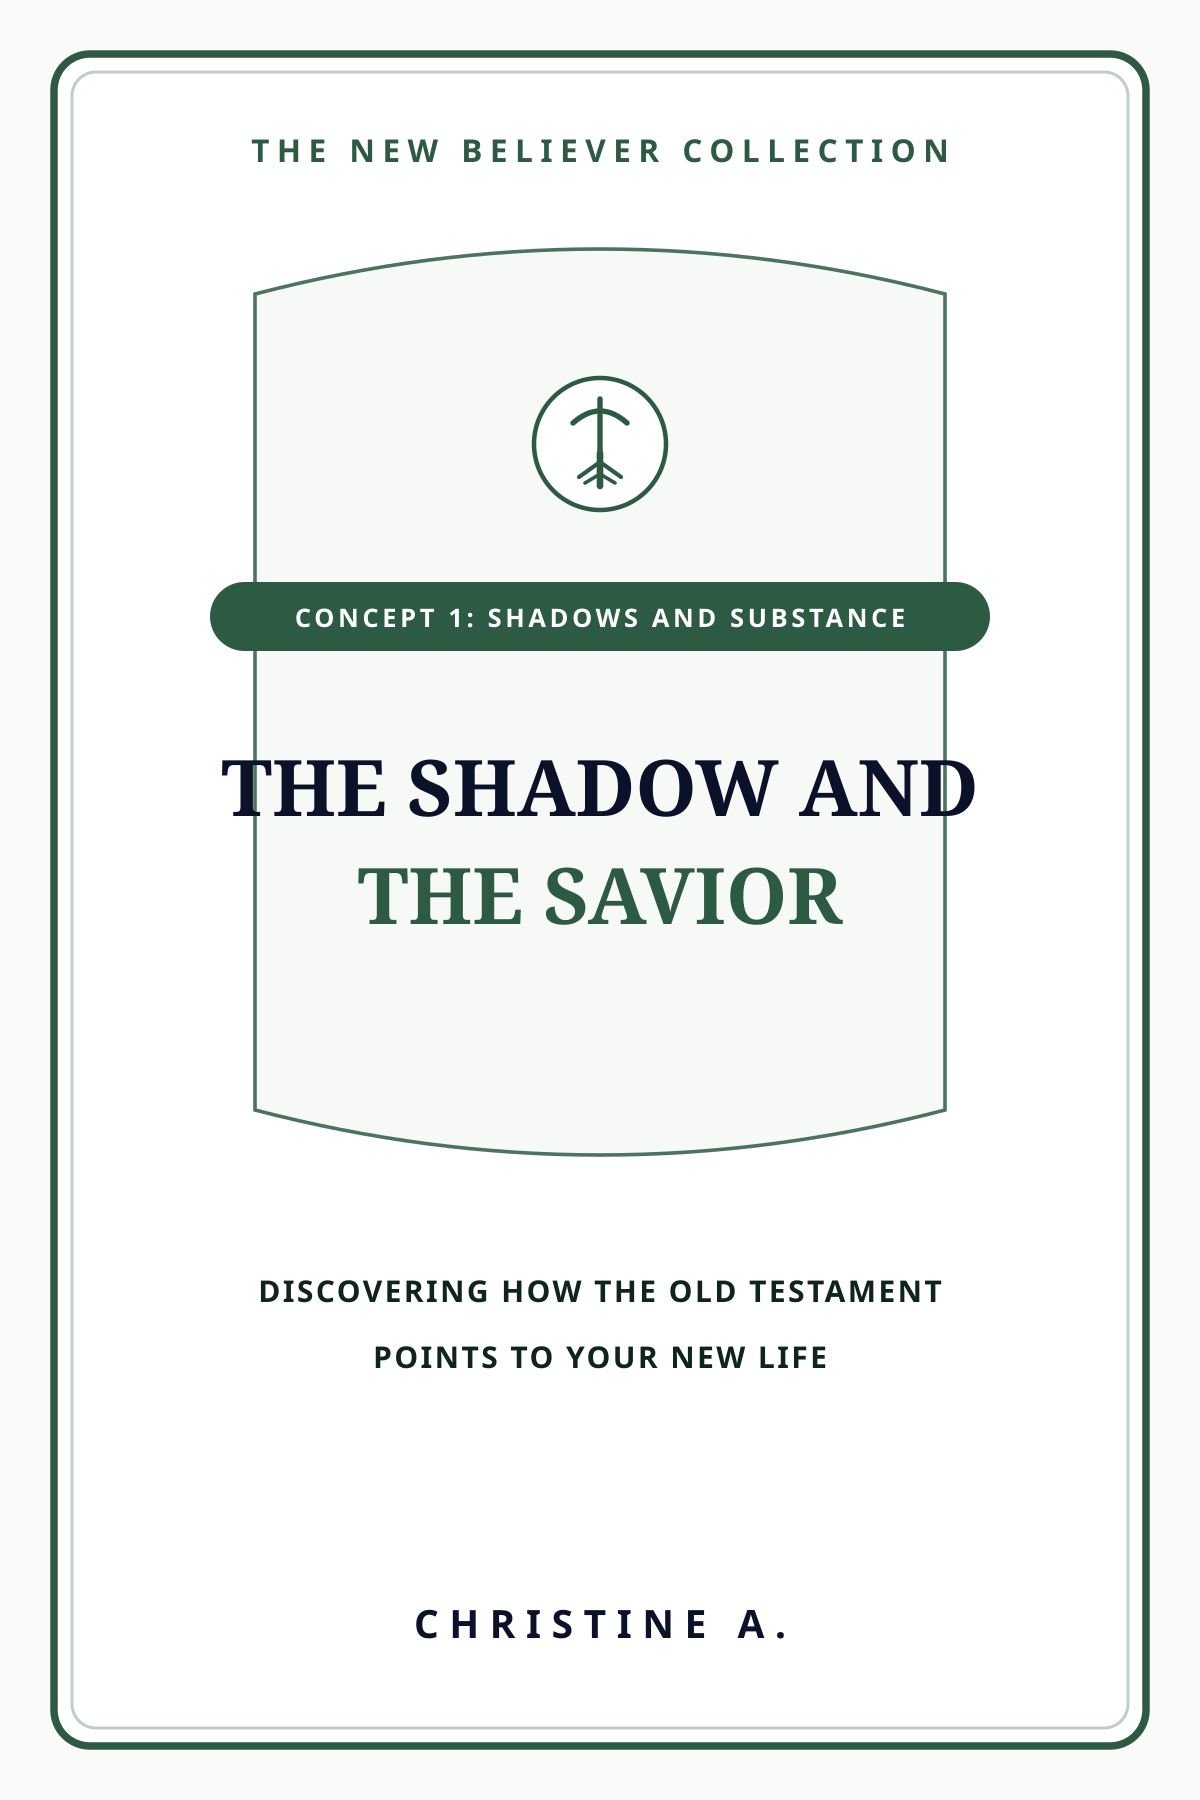 THE NEW BELIEVER COLLECTION
CONCEPT 1: SHADOWS AND SUBSTANCE
THE SHADOW AND
THE SAVIOR
DISCOVERING HOW THE OLD TESTAMENT
POINTS TO YOUR NEW LIFE
CHRISTINE A.